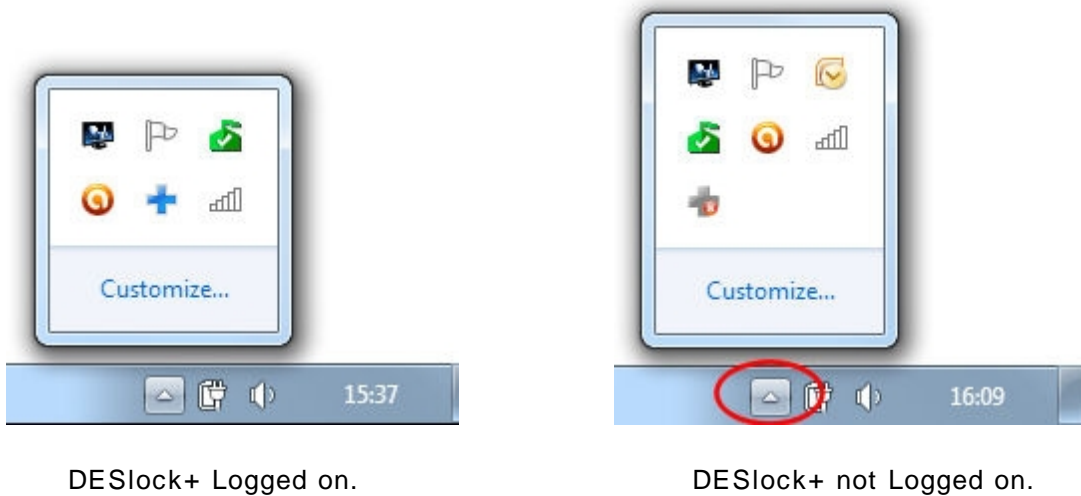 Customize...
15:37
DESlock+ Logged on.
Customize...
16:09
DESlock+ not Logged on.